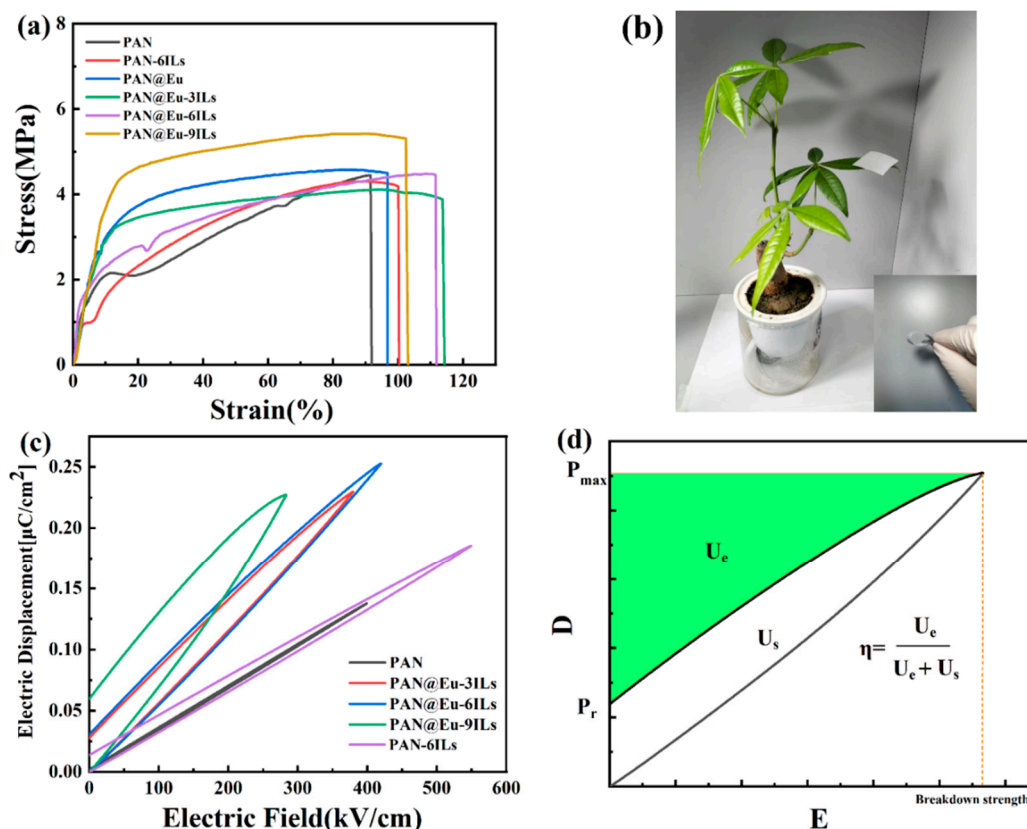 (a)
8
6
4
2
0
Stress(MPa)
PAN
PAN-6ILs
PAN@Eu
PAN@Eu-3ILs
PAN@Eu-6ILs
PAN@Eu-9ILs
0 20 40 60 80 100 120
Strain(%)
(b)
(c)
0.25
0.20
0.15
0.10
0.05
0.00
Electric Displacement[μC/cm²]
PAN
PAN@Eu-3ILs
PAN@Eu-6ILs
PAN@Eu-9ILs
PAN-6ILs
0 100 200 300 400 500 600
Electric Field(kV/cm)
(d)
Pmax
Ue
D
Us
η= Ue / Ue + Us
Pr
Breakdown strength
E